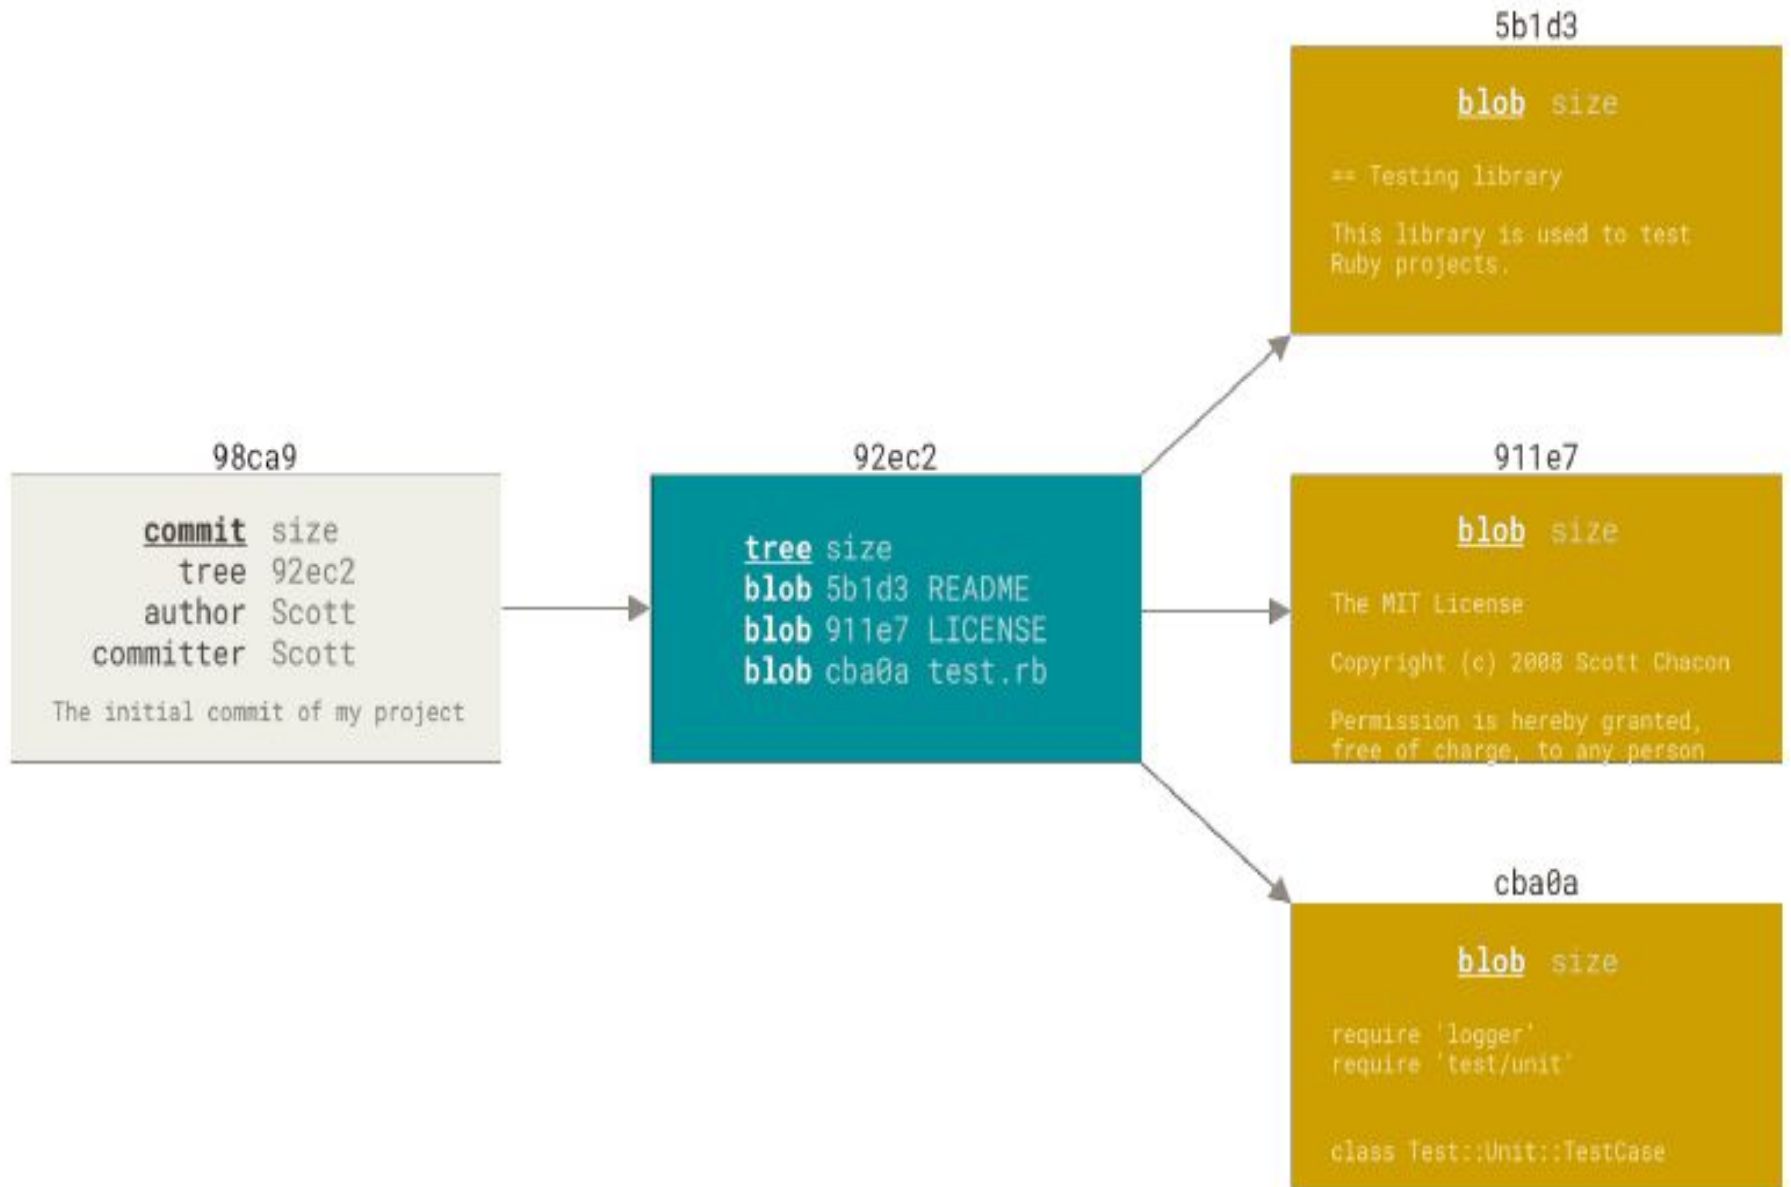 98ca9
commit size
tree 92ec2
author Scott
committer Scott
The initial commit of my project
92ec2
tree size
blob 5b1d3 README
blob 911e7 LICENSE
blob cba0a test.rb
5b1d3
blob size
== Testing library
This library is used to test
Ruby projects.
911e7
blob size
The MIT License
Copyright (c) 2008 Scott Chacon
Permission is hereby granted,
free of charge, to any person
cba0a
blob size
require 'logger'
require 'test/unit'
class Test::Unit::TestCase